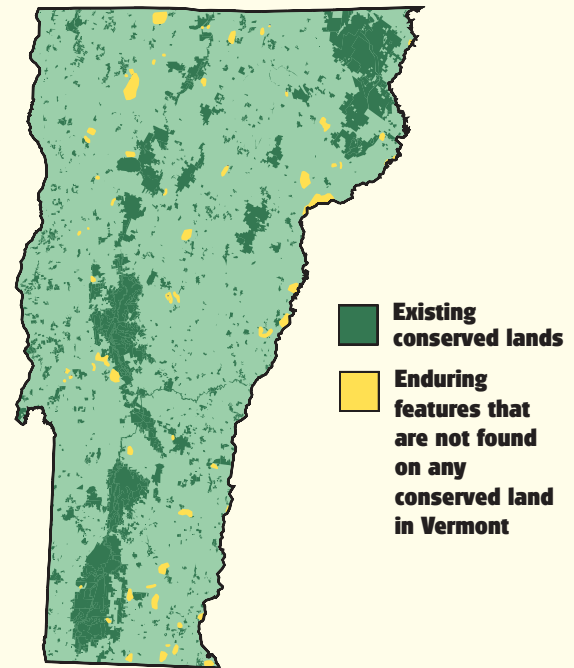 Existing
conserved lands
Enduring
features that
are not found
on any
conserved land
in Vermont